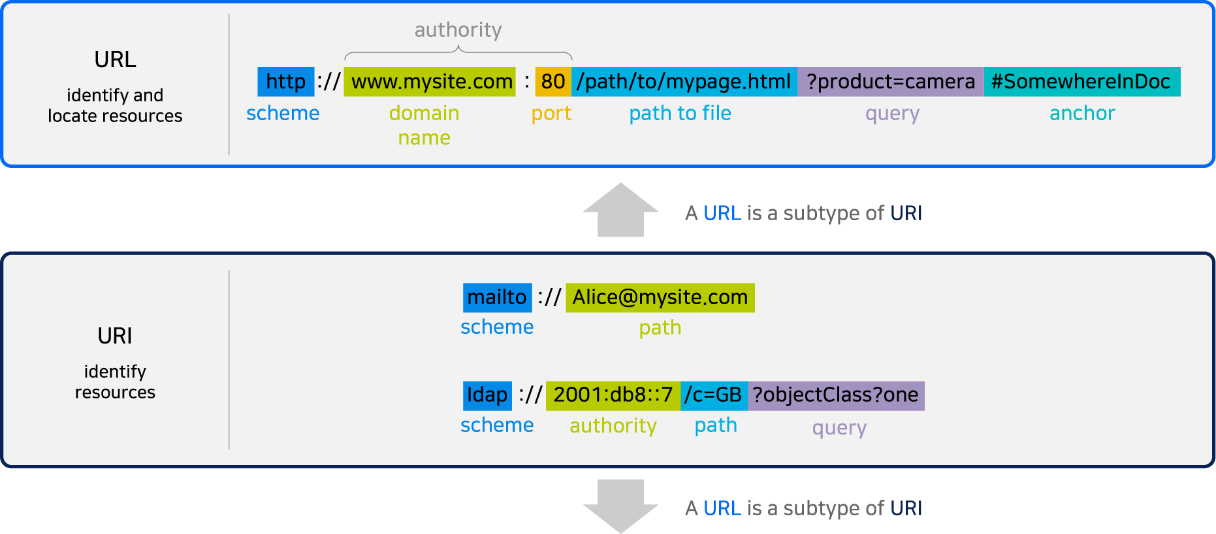 authority
URL
identify and
locate resources
http :// www.mysite.com : 80 /path/to/mypage.html ?product=camera #SomewhereInDoc
scheme domain name port path to file query anchor
A URL is a subtype of URI
URI
identify
resources
mailto :// Alice@mysite.com
scheme path
ldap :// 2001:db8::7 /c=GB ?objectClass?one
scheme authority path query
A URL is a subtype of URI